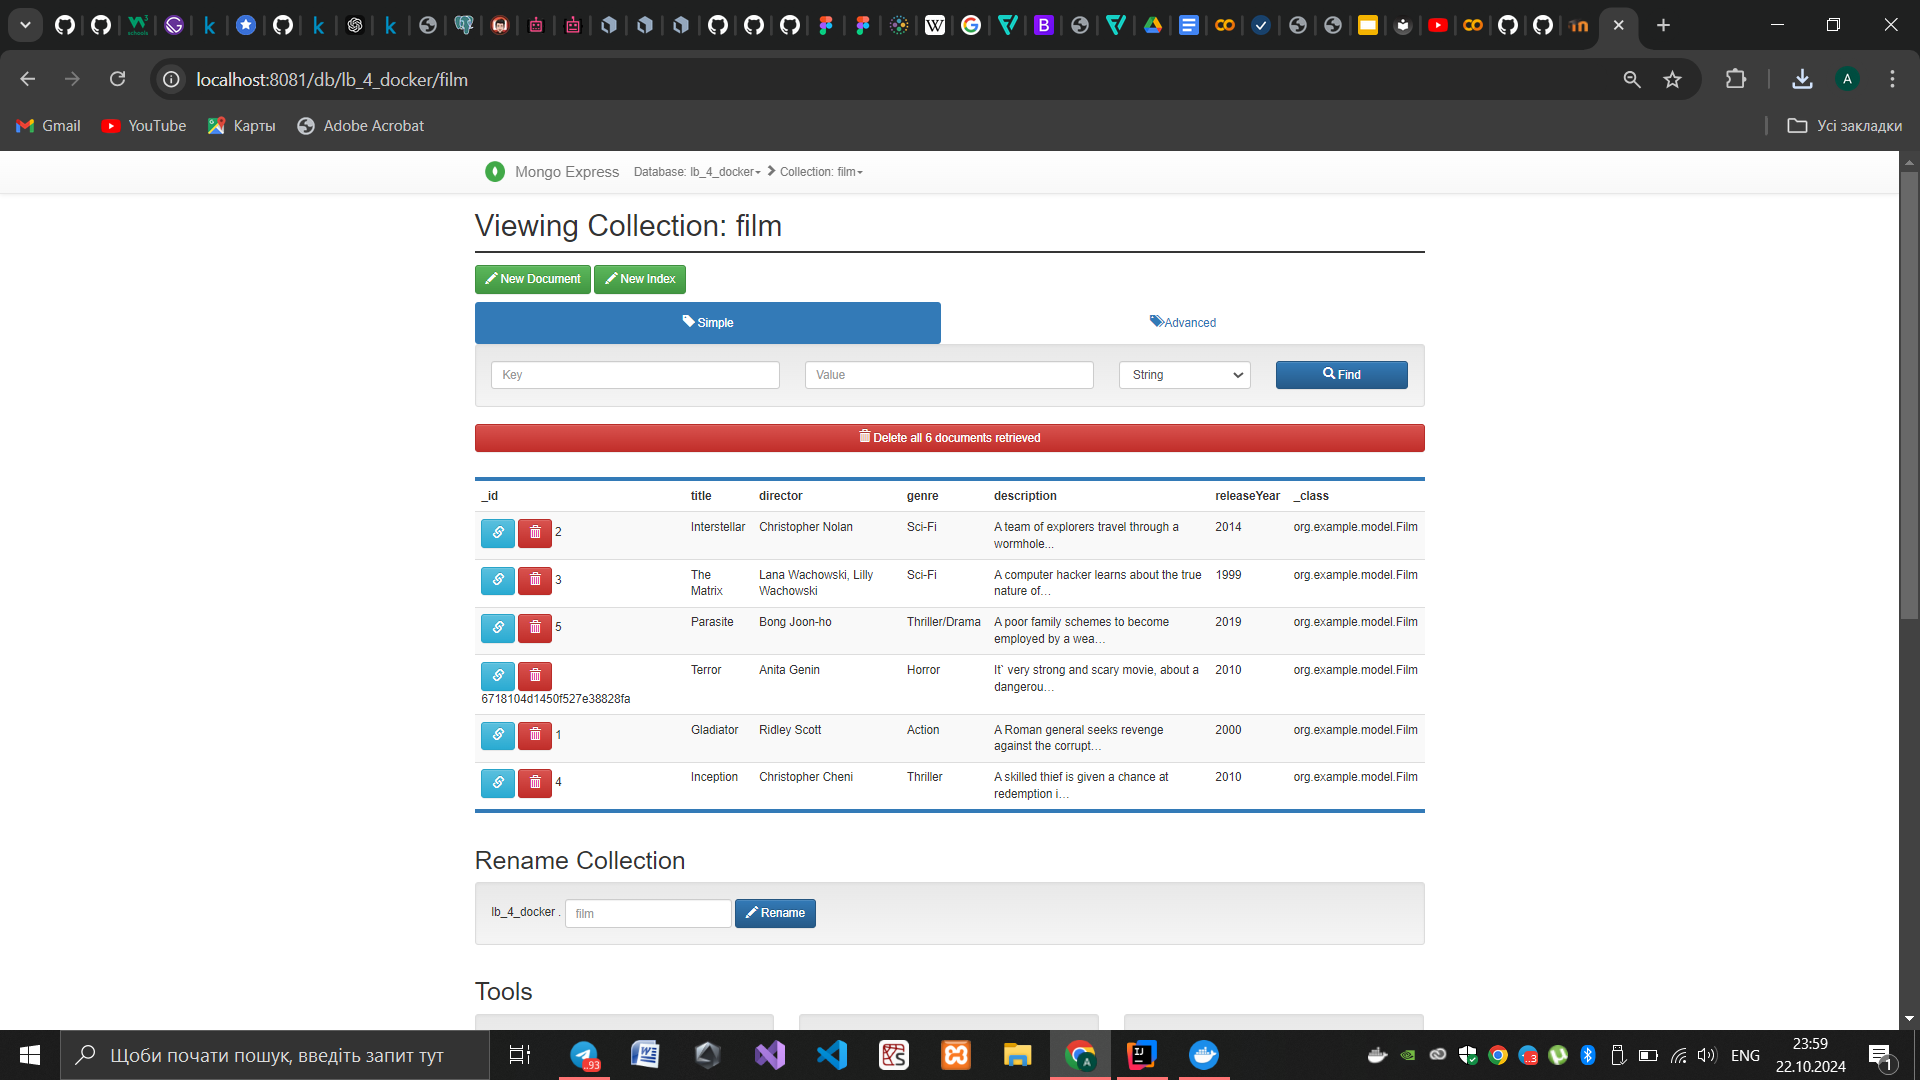 localhost:8081/db/lb_4_docker/film
A
Gmail
YouTube
Карты
Adobe Acrobat
Усі закладки
Mongo Express
Database: lb_4_docker
Collection: film
Viewing Collection: film
New Document
New Index
Simple
Advanced
Key
Value
String
Find
Delete all 6 documents retrieved
_id title director genre description releaseYear _class
2 Interstellar Christopher Nolan Sci-Fi A team of explorers travel through a 2014 org.example.model.Film
wormhole...
3 The Lana Wachowski, Lilly Sci-Fi A computer hacker learns about the true 1999 org.example.model.Film
Matrix Wachowski nature of...
5 Parasite Bong Joon-ho Thriller/Drama A poor family schemes to become 2019 org.example.model.Film
employed by a wea...
Terror Anita Genin Horror It` very strong and scary movie, about a 2010 org.example.model.Film
6718104d1450f527e38828fa dangerou...
1 Gladiator Ridley Scott Action A Roman general seeks revenge 2000 org.example.model.Film
against the corrupt...
4 Inception Christopher Cheni Thriller A skilled thief is given a chance at 2010 org.example.model.Film
redemption i...
Rename Collection
lb_4_docker . film Rename
Tools
Щоби почати пошук, введіть запит тут
ENG
23:59
22.10.2024
1